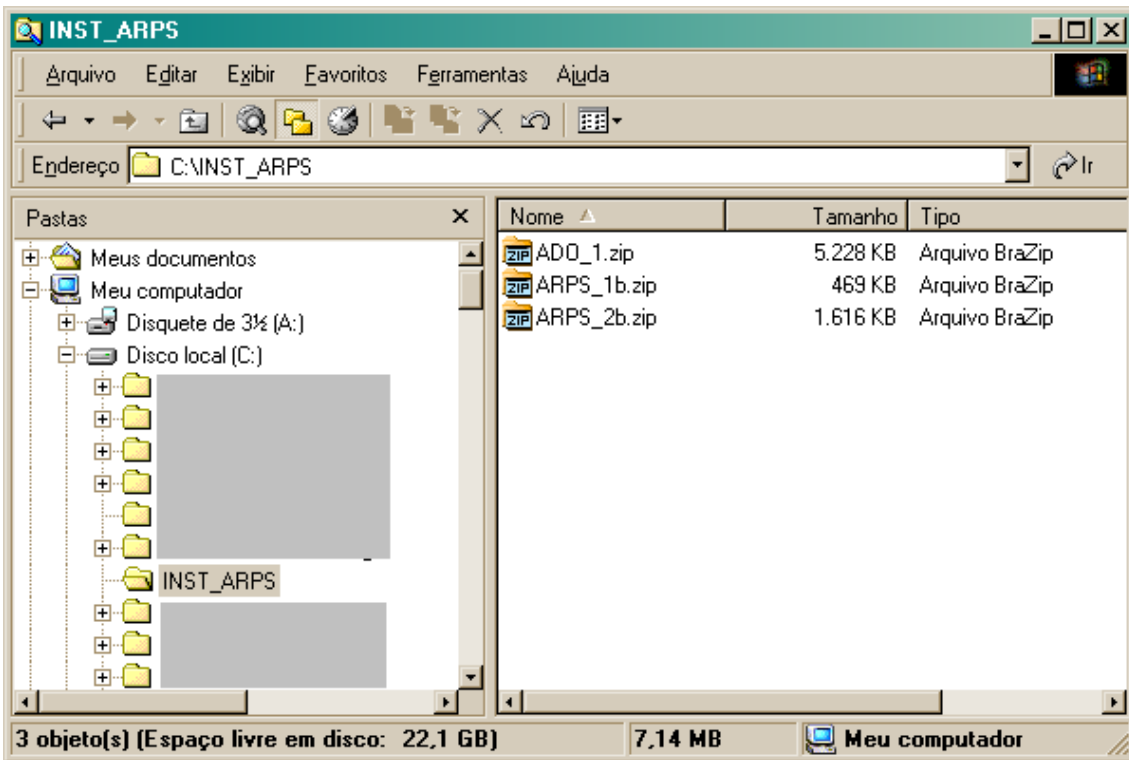 INST_ARPS
Arquivo Editar Exibir Favoritos Ferramentas Ajuda
Endereço C:\INST_ARPS Ir
Pastas
Meus documentos
Meu computador
Disquete de 3½ (A:)
Disco local (C:)
INST_ARPS
Nome Tamanho Tipo
ZIP ADO_1.zip 5.228 KB Arquivo BraZip
ZIP ARPS_1b.zip 469 KB Arquivo BraZip
ZIP ARPS_2b.zip 1.616 KB Arquivo BraZip
3 objeto(s) (Espaço livre em disco: 22,1 GB) 7,14 MB Meu computador